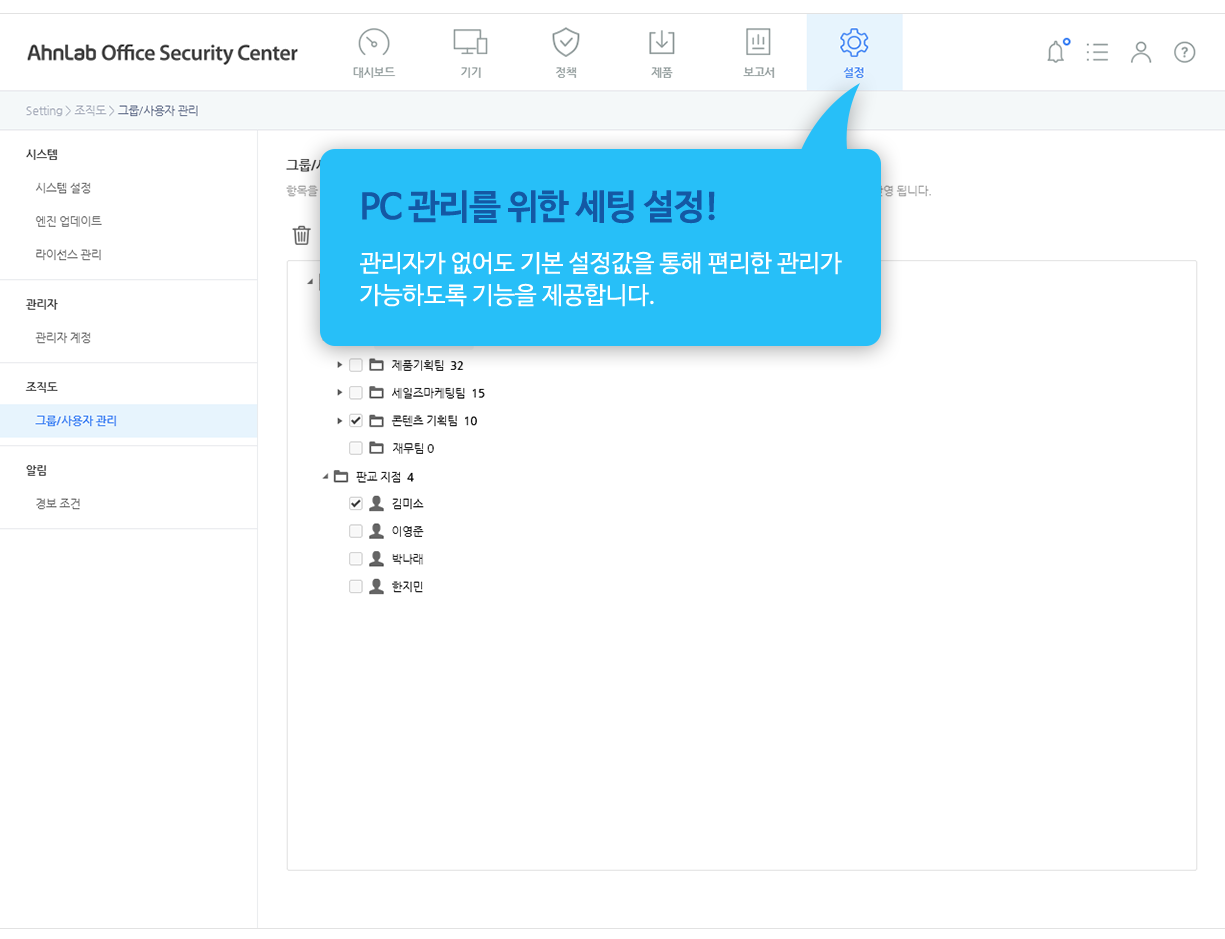 AhnLab Office Security Center
대시보드
기기
정책
제품
보고서
설정
Setting > 조직도 > 그룹/사용자 관리
시스템
시스템 설정
엔진 업데이트
라이선스 관리
관리자
관리자 계정
조직도
그룹/사용자 관리
알림
경보 조건
항목을
됩니다.
PC 관리를 위한 세팅 설정!
관리자가 없어도 기본 설정값을 통해 편리한 관리가
가능하도록 기능을 제공합니다.
제품기획팀 32
세일즈마케팅팀 15
콘텐츠 기획팀 10
재무팀 0
판교 지점 4
김미소
이영준
박나래
한지민